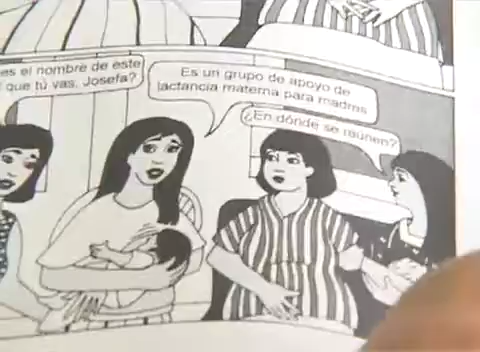 es el nombre de este
que tú vas, Josefa?
Es un grupo de apoyo de
lactancia materna para madres
¿En dónde se reúnen?